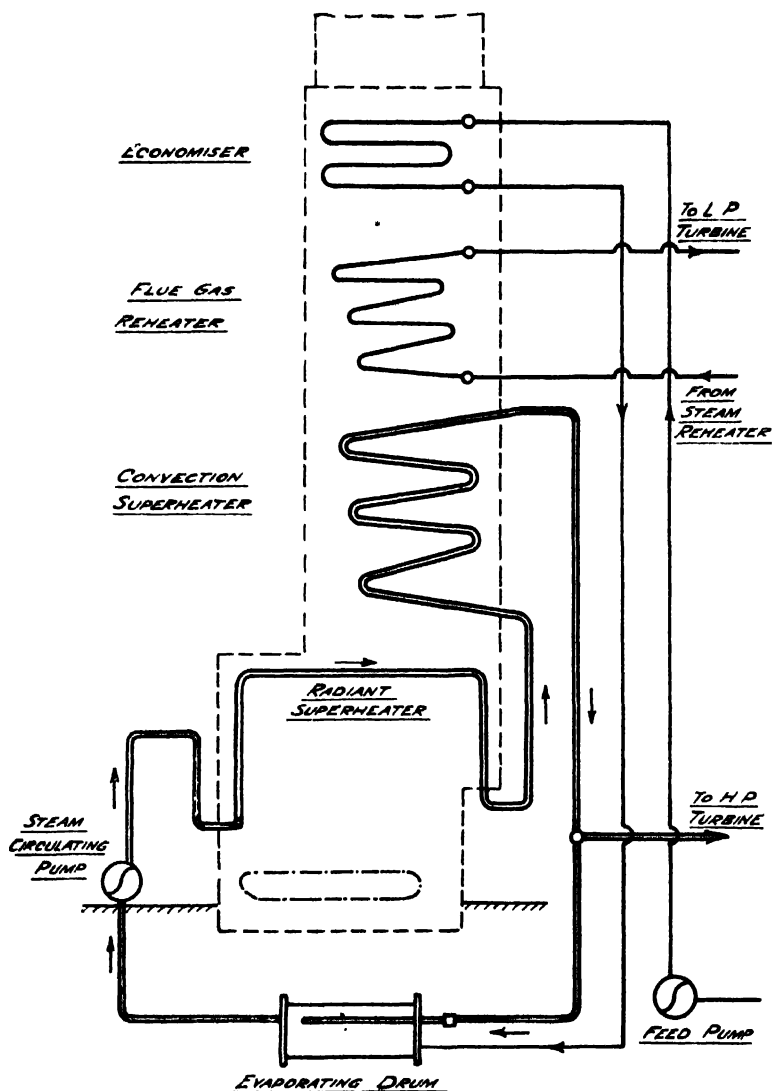 ECONOMISER
TO L P
TURBINE
FLUE GAS
REHEATER
FROM
STEAM
REHEATER
CONVECTION
SUPERHEATER
RADIANT
SUPERHEATER
TO H P
TURBINE
STEAM
CIRCULATING
PUMP
FEED PUMP
EVAPORATING DRUM